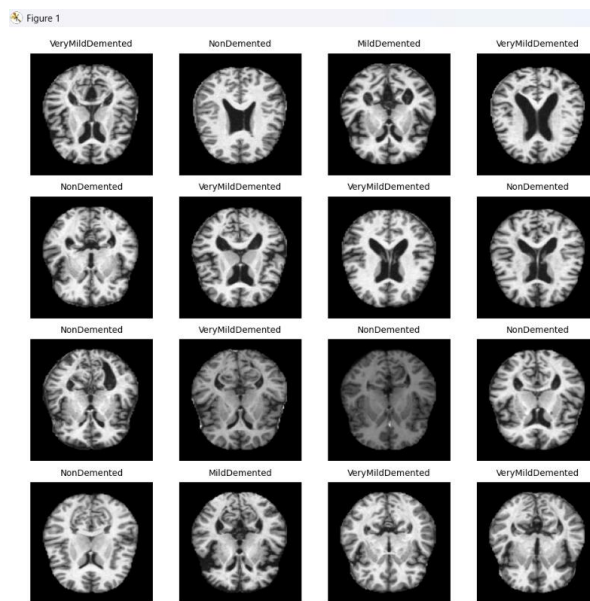 Figure 1
VeryMildDemented NonDemented MildDemented VeryMildDemented
NonDemented VeryMildDemented VeryMildDemented NonDemented
NonDemented VeryMildDemented NonDemented NonDemented
NonDemented MildDemented VeryMildDemented VeryMildDemented